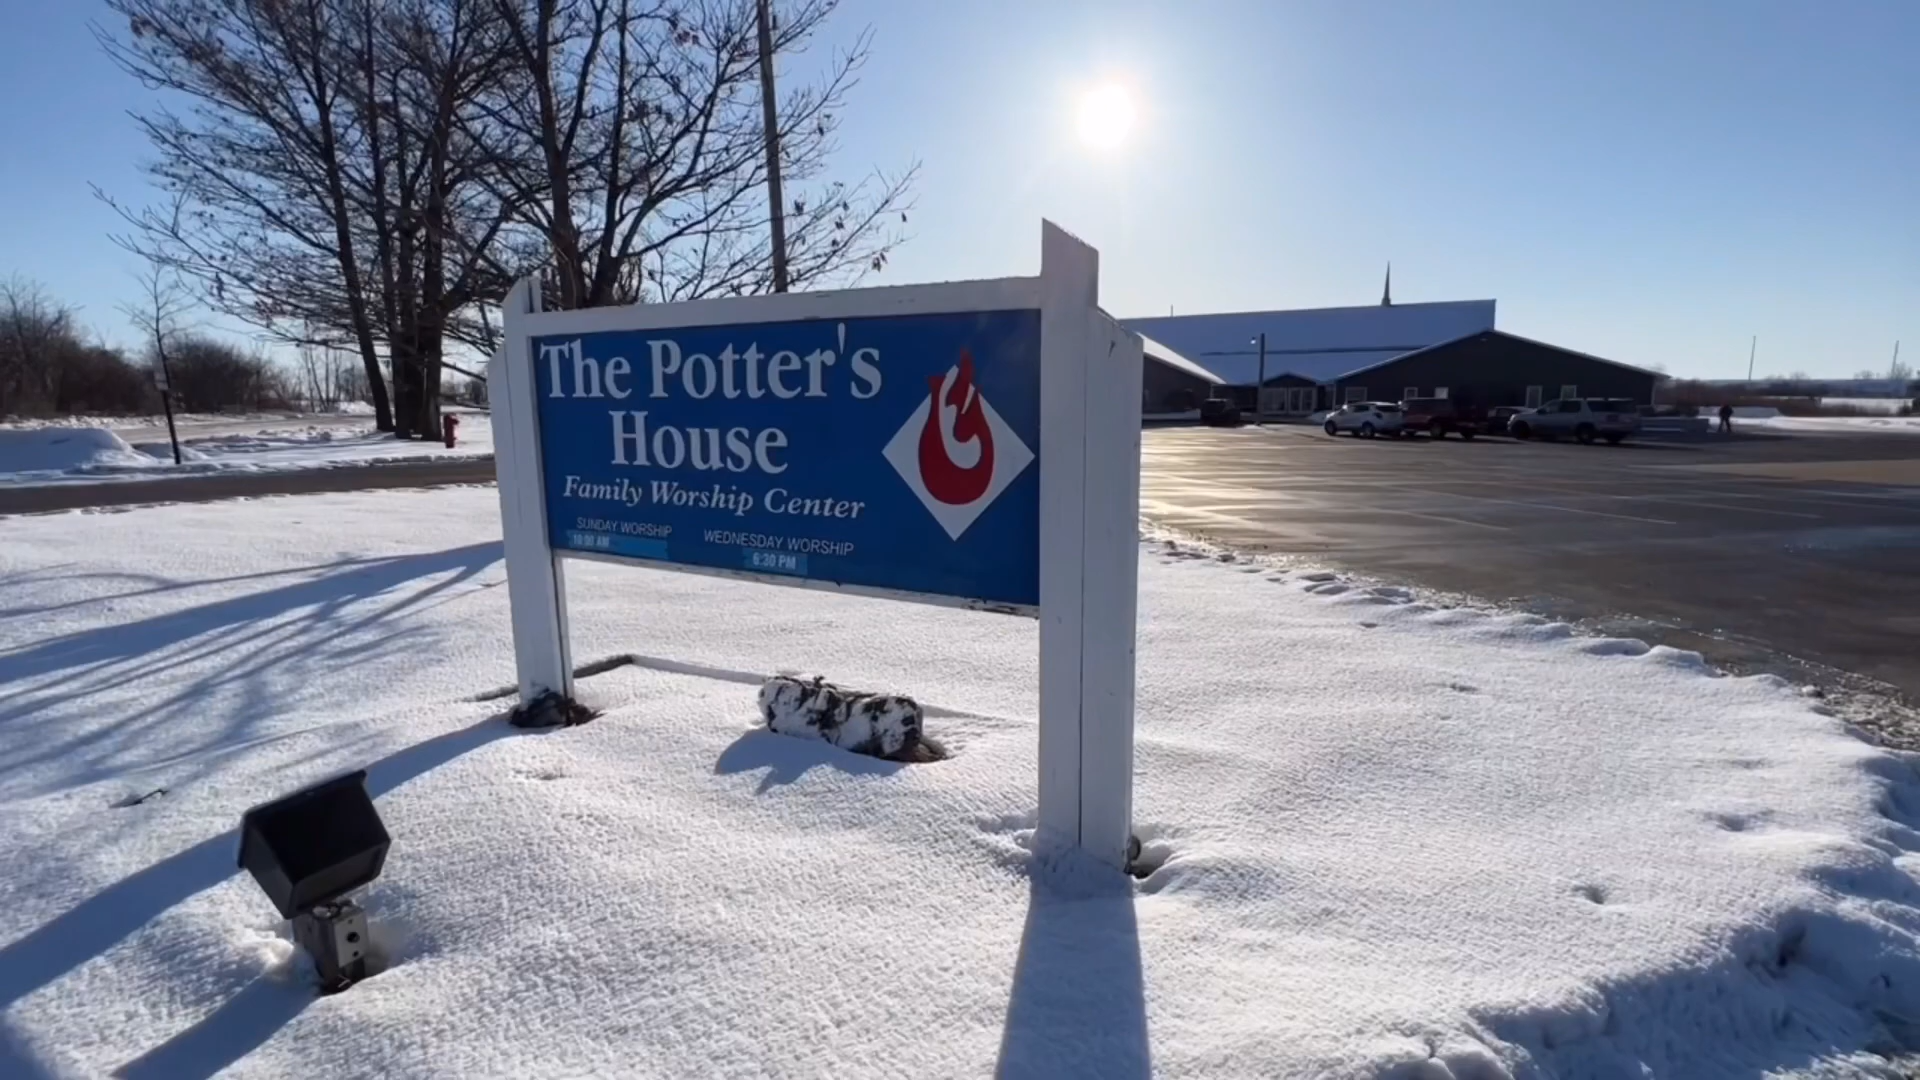 The Potter's
House
Family Worship Center
SUNDAY WORSHIP
10:00 AM
WEDNESDAY WORSHIP
6:30 PM